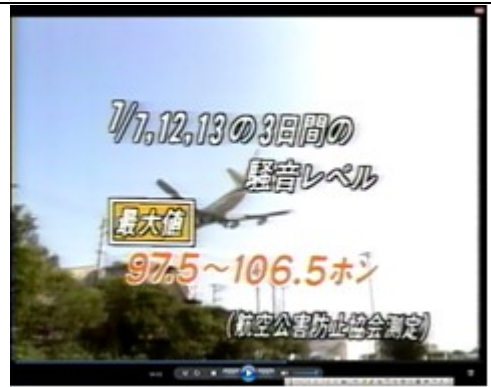 7/7,12,13の3日間の
騒音レベル
最大値
97.5～106.5ホン
(航空公害防止協会測定)